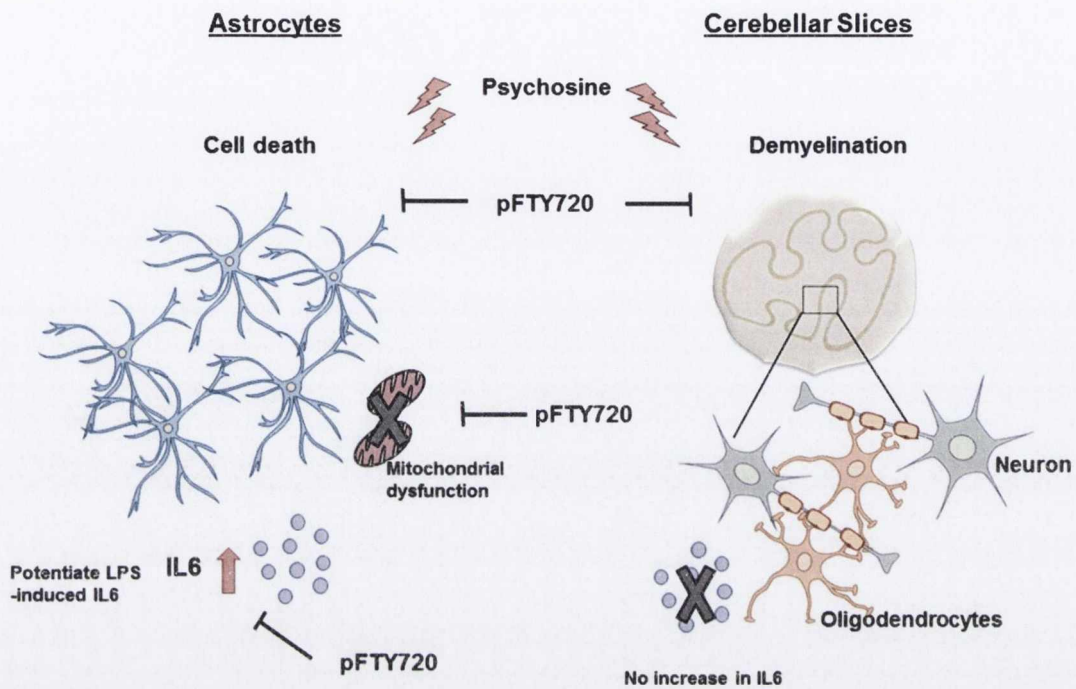 Astrocytes
Cerebellar Slices
Psychosine
Cell death
Demyelination
pFTY720
pFTY720
Mitochondrial
dysfunction
Neuron
Potentiate LPS
-induced IL6
IL6
Oligodendrocytes
pFTY720
No increase in IL6